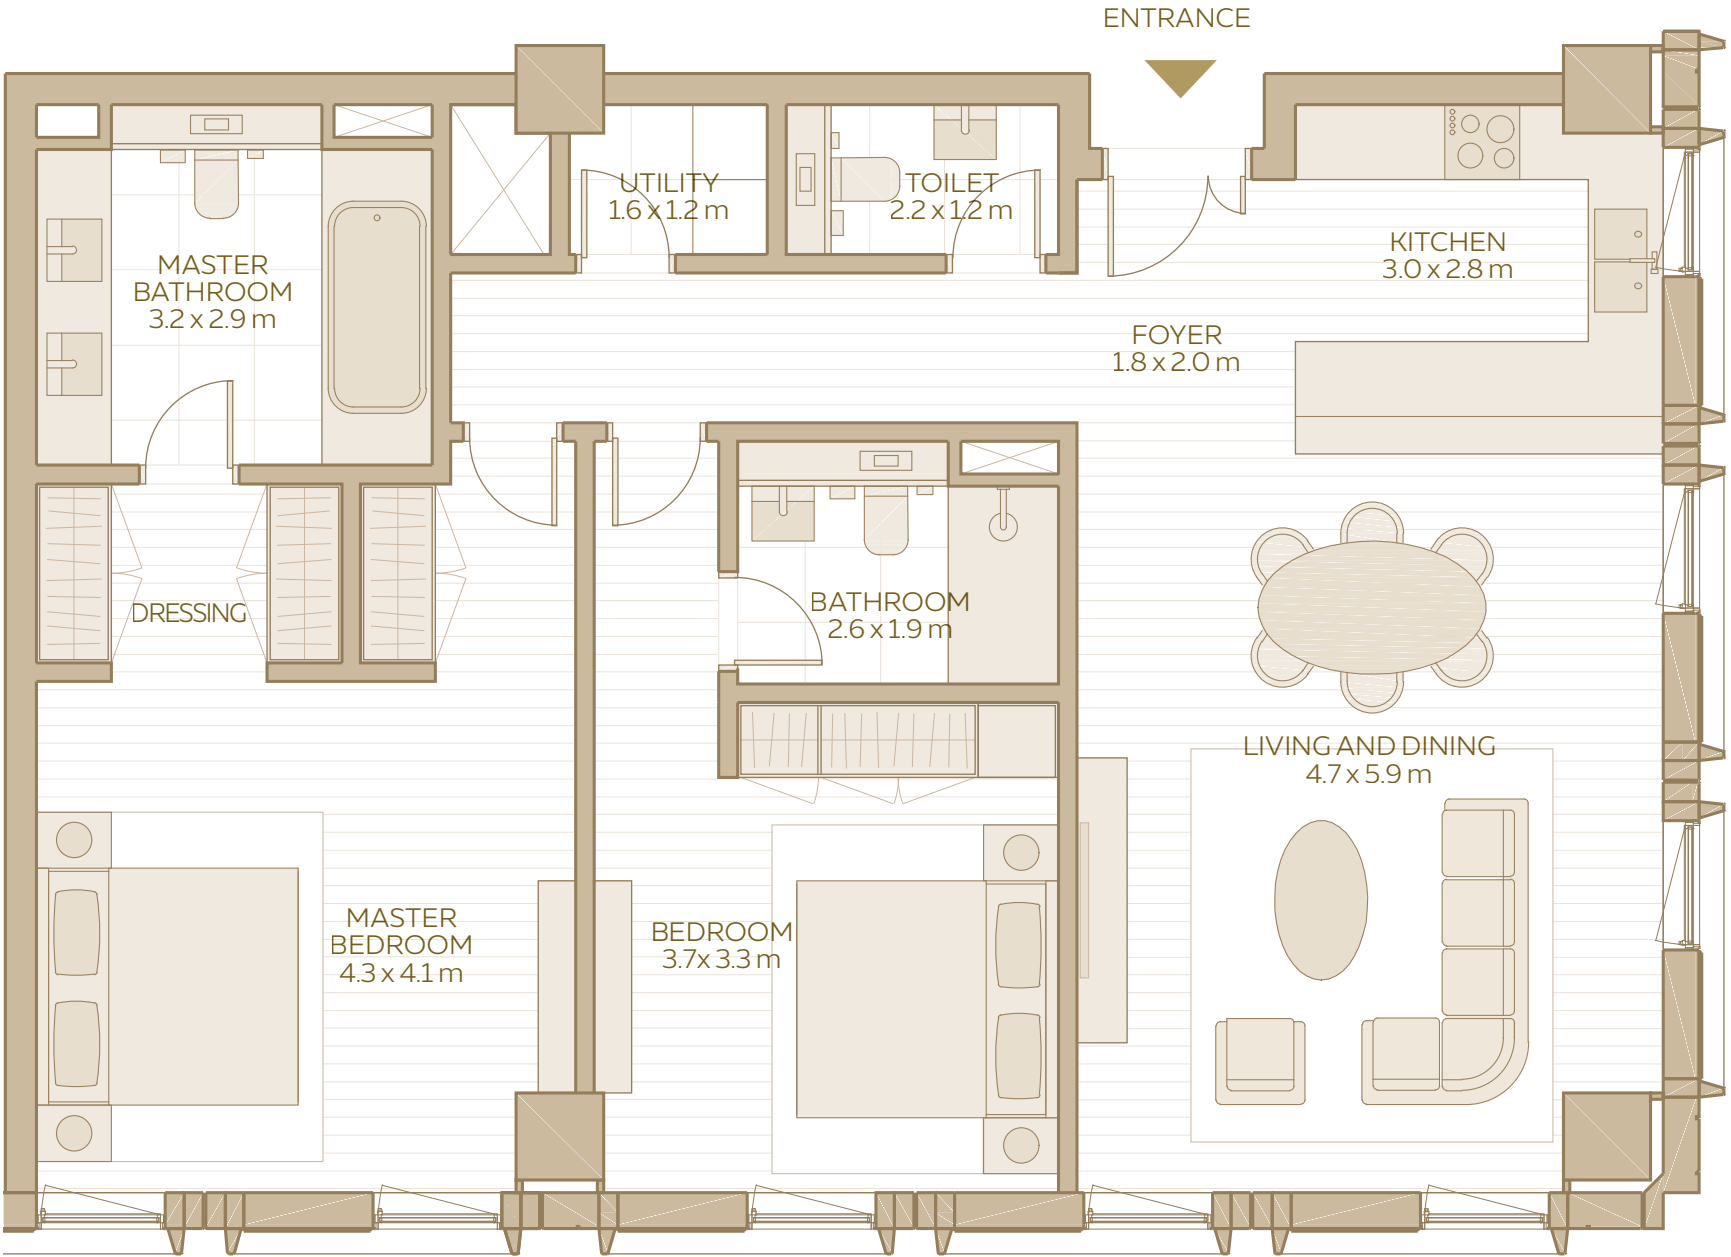 ENTRANCE
UTILITY
1.6 x 1.2 m
TOILET
2.2 x 1.2 m
KITCHEN
3.0 x 2.8 m
MASTER
BATHROOM
3.2 x 2.9 m
FOYER
1.8 x 2.0 m
DRESSING
BATHROOM
2.6 x 1.9 m
LIVING AND DINING
4.7 x 5.9 m
MASTER
BEDROOM
4.3 x 4.1 m
BEDROOM
3.7x 3.3 m